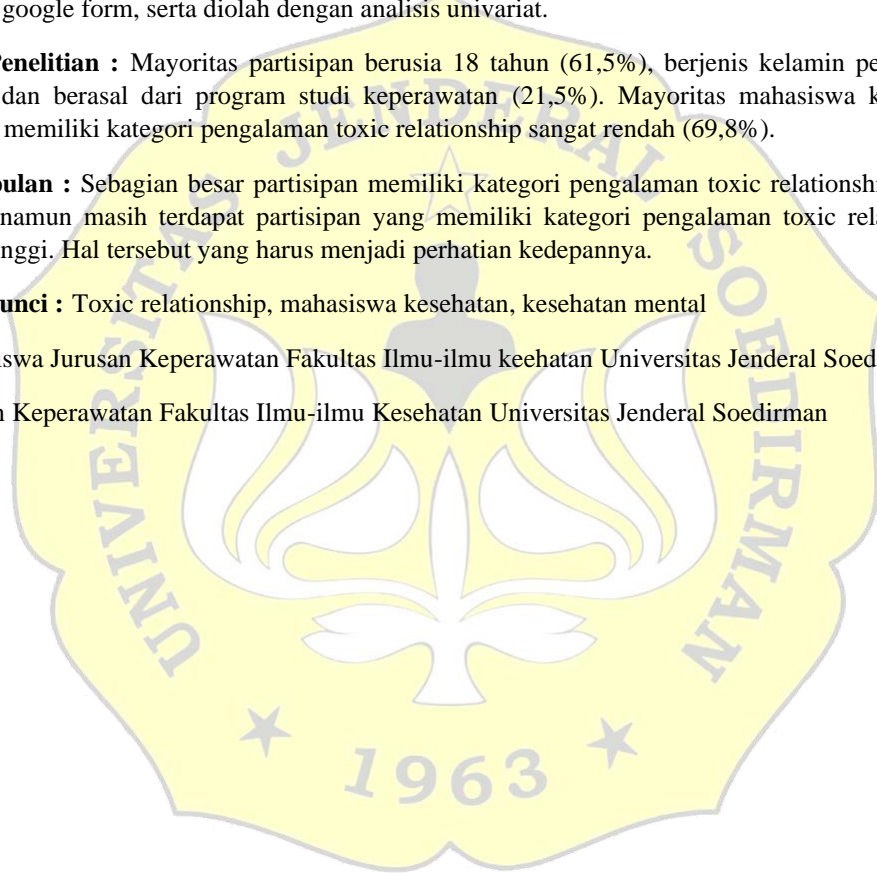 google form, serta diolah dengan analisis univariat.
Penelitian : Mayoritas partisipan berusia 18 tahun (61,5%), berjenis kelamin pe
dan berasal dari program studi keperawatan (21,5%). Mayoritas mahasiswa k
memiliki kategori pengalaman toxic relationship sangat rendah (69,8%).
pulan : Sebagian besar partisipan memiliki kategori pengalaman toxic relationshi
namun masih terdapat partisipan yang memiliki kategori pengalaman toxic rela
inggi. Hal tersebut yang harus menjadi perhatian kedepannya.
unci : Toxic relationship, mahasiswa kesehatan, kesehatan mental
iswa Jurusan Keperawatan Fakultas Ilmu-ilmu keehatan Universitas Jenderal Soed
n Keperawatan Fakultas Ilmu-ilmu Kesehatan Universitas Jenderal Soedirman
UNIVERSITAS JENDERAL SOEDIRMAN
1963